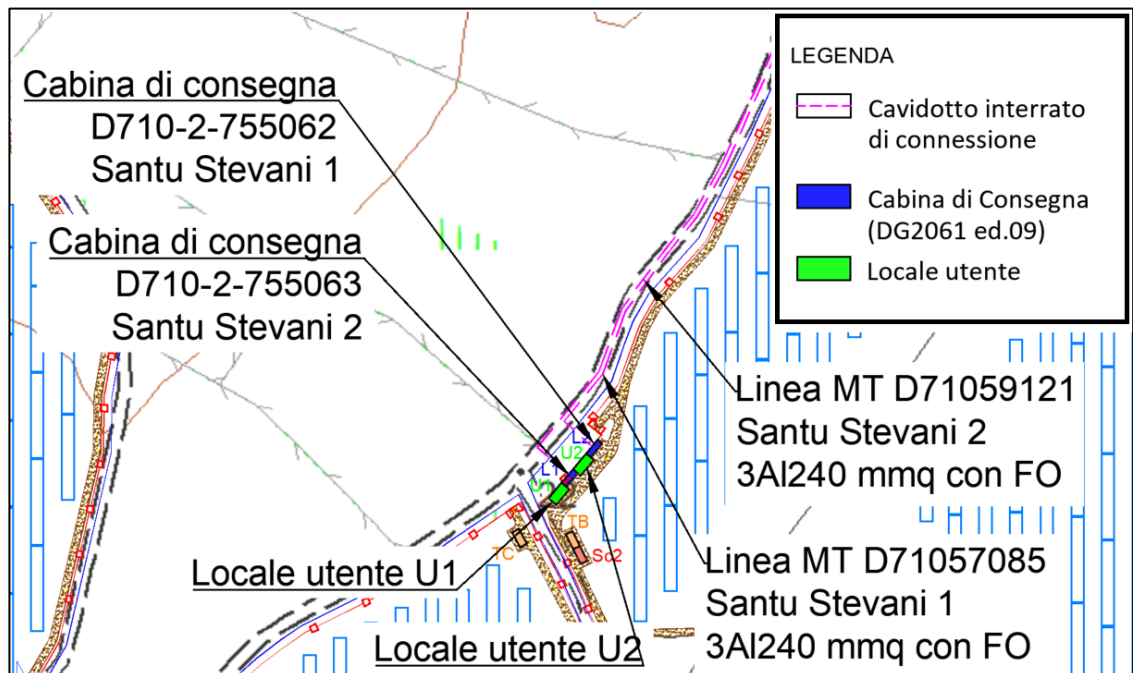 Cabina di consegna
D710-2-755062
Santu Stevani 1
Cabina di consegna
D710-2-755063
Santu Stevani 2
LEGENDA
Cavidotto interrato
di connessione
Cabina di Consegna
(DG2061 ed.09)
Locale utente
Linea MT D71059121
Santu Stevani 2
3Al240 mmq con FO
Linea MT D71057085
Santu Stevani 1
3Al240 mmq con FO
U2
L1
U1
TB
TC
Sc2
Locale utente U1
Locale utente U2